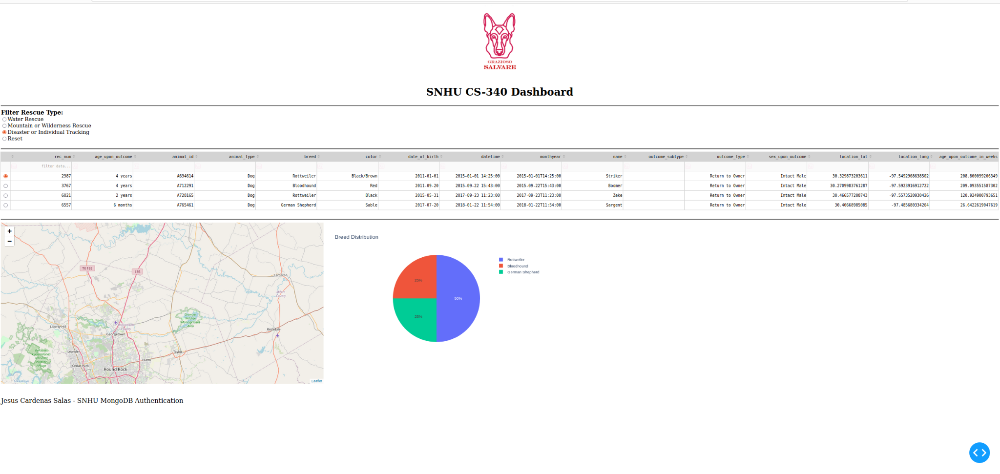 GRAZIOSO
SALVARE
SNHU CS-340 Dashboard
Filter Rescue Type:
Water Rescue
Mountain or Wilderness Rescue
Disaster or Individual Tracking
Reset
rec_num age_upon_outcome animal_id animal_type breed color date_of_birth datetime monthyear name outcome_subtype outcome_type sex_upon_outcome location_lat location_long age_upon_outcome_in_weeks
filter data...
2987 4 years A694614 Dog Rottweiler Black/Brown 2011-01-01 2015-01-01 14:25:00 2015-01-01T14:25:00 Striker Return to Owner Intact Male 30.329873203611 -97.5492968638502 208.800099206349
3767 4 years A712291 Dog Bloodhound Red 2011-09-20 2015-09-22 15:43:00 2015-09-22T15:43:00 Boomer Return to Owner Intact Male 30.2709983761287 -97.5923916912722 209.093551587302
6021 2 years A728165 Dog Rottweiler Black 2015-05-31 2017-09-23 11:23:00 2017-09-23T11:23:00 Zeke Return to Owner Intact Male 30.466577208743 -97.5573520930426 120.924900793651
6557 6 months A765461 Dog German Shepherd Sable 2017-07-20 2018-01-22 11:54:00 2018-01-22T11:54:00 Sargent Return to Owner Intact Male 30.40668985085 -97.485680334264 26.6422619047619
+
−
TX 195
I 35
Cameron
Milam
County
Granger
Wildlife
Management
Area
Liberty Hill
Williamson
County
Georgetown
Rockdale
Leander
Taylor
Balcones
Canyonlands
National
Wildlife
Refuge
Hutto
Cedar Park
Round Rock
Lake Travis
Leaflet
Breed Distribution
50%
25%
25%
Rottweiler
Bloodhound
German Shepherd
Jesus Cardenas Salas - SNHU MongoDB Authentication